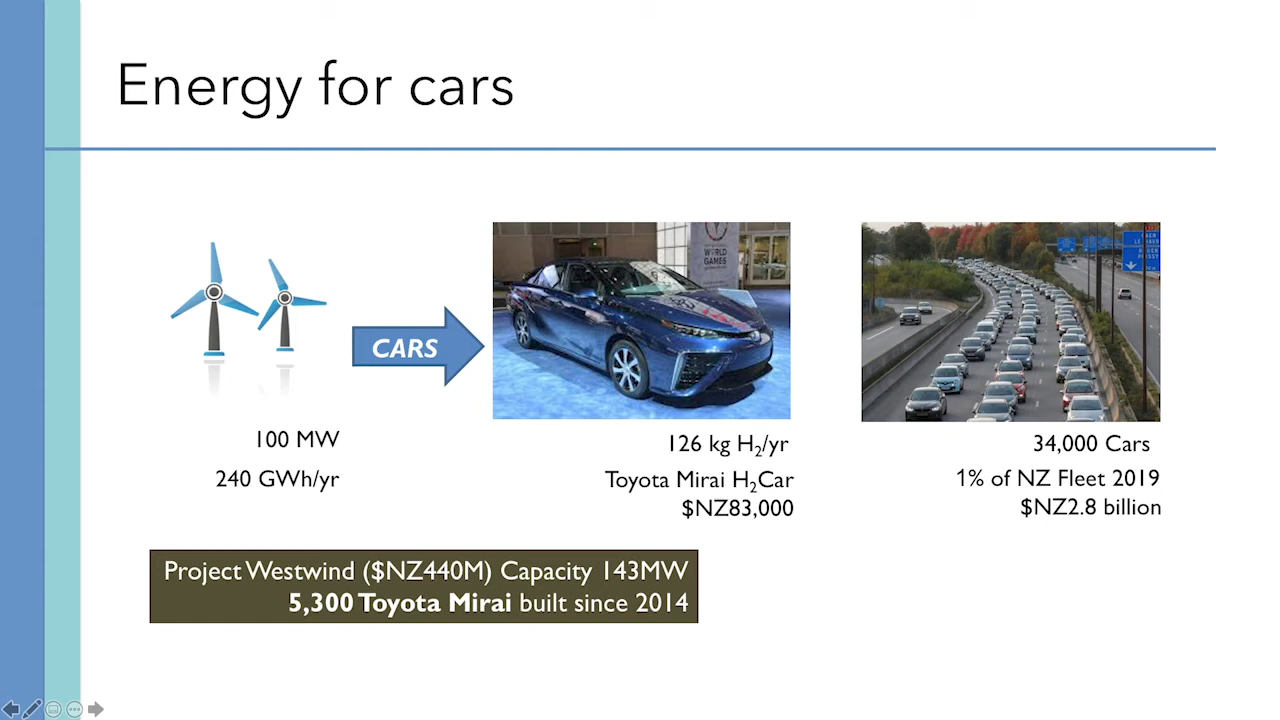 Energy for cars
CARS
WORLD
GAMES
100 MW
240 GWh/yr
126 kg H₂/yr
Toyota Mirai H₂Car
$NZ83,000
34,000 Cars
1% of NZ Fleet 2019
$NZ2.8 billion
Project Westwind ($NZ440M) Capacity 143MW
5,300 Toyota Mirai built since 2014